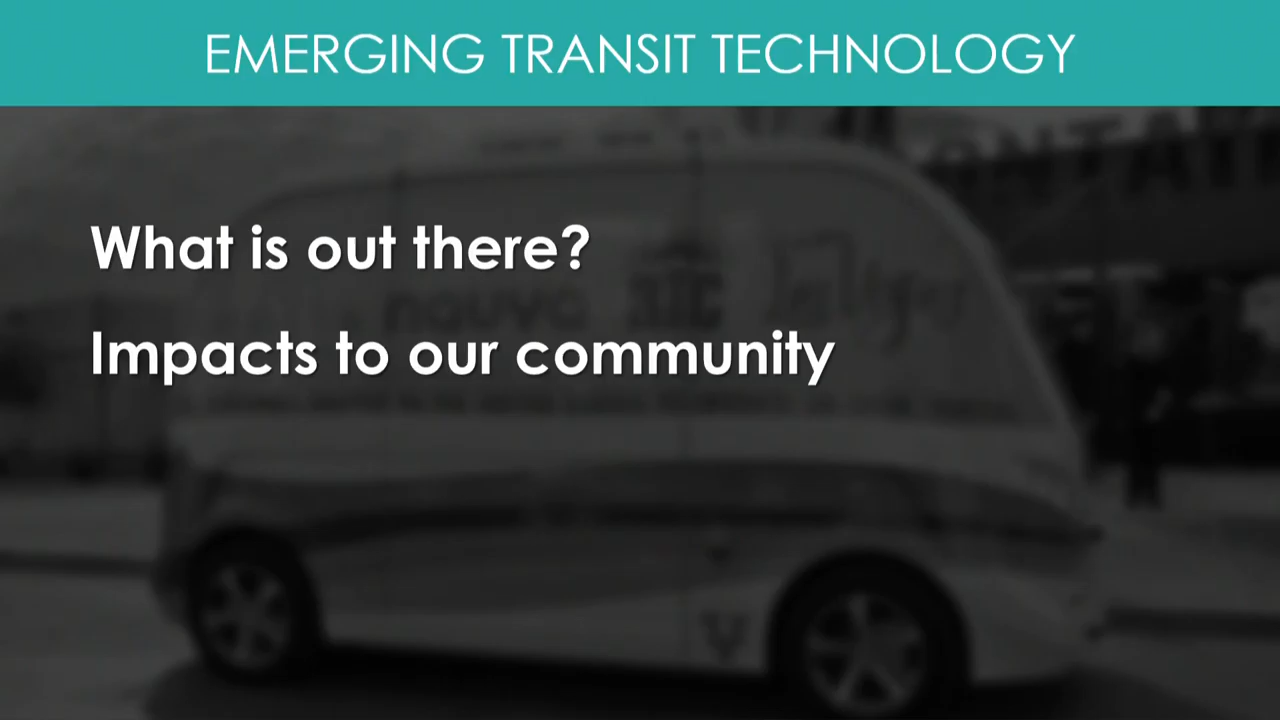 EMERGING TRANSIT TECHNOLOGY
What is out there?
Impacts to our community